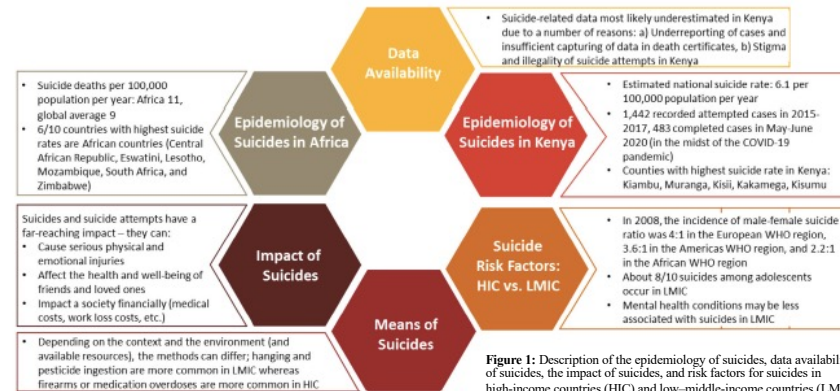 • Suicide-related data most likely underestimated in Kenya
due to a number of reasons: a) Underreporting of cases and
insufficient capturing of data in death certificates, b) Stigma
and illegality of suicide attempts in Kenya
Data
Availability
• Suicide deaths per 100,000
population per year: Africa 11,
global average 9
• 6/10 countries with highest suicide
rates are African countries (Central
African Republic, Eswatini, Lesotho,
Mozambique, South Africa, and
Zimbabwe)
Epidemiology of
Suicides in Africa
Epidemiology of
Suicides in Kenya
• Estimated national suicide rate: 6.1 per
100,000 population per year
• 1,442 recorded attempted cases in 2015-
2017, 483 completed cases in May-June
2020 (in the midst of the COVID-19
pandemic)
• Counties with highest suicide rate in Kenya:
Kiambu, Muranga, Kisii, Kakamega, Kisumu
Suicides and suicide attempts have a
far-reaching impact – they can:
• Cause serious physical and
emotional injuries
• Affect the health and well-being of
friends and loved ones
• Impact a society financially (medical
costs, work loss costs, etc.)
Impact of
Suicides
Suicide
Risk Factors:
HIC vs. LMIC
• In 2008, the incidence of male-female suicide
ratio was 4:1 in the European WHO region,
3.6:1 in the Americas WHO region, and 2.2:1
in the African WHO region
• About 8/10 suicides among adolescents
occur in LMIC
• Mental health conditions may be less
associated with suicides in LMIC
Means of
Suicides
• Depending on the context and the environment (and
available resources), the methods can differ; hanging and
pesticide ingestion are more common in LMIC whereas
firearms or medication overdoses are more common in HIC
Figure 1: Description of the epidemiology of suicides, data availabil
of suicides, the impact of suicides, and risk factors for suicides in
high-income countries (HIC) and low–middle-income countries (LM